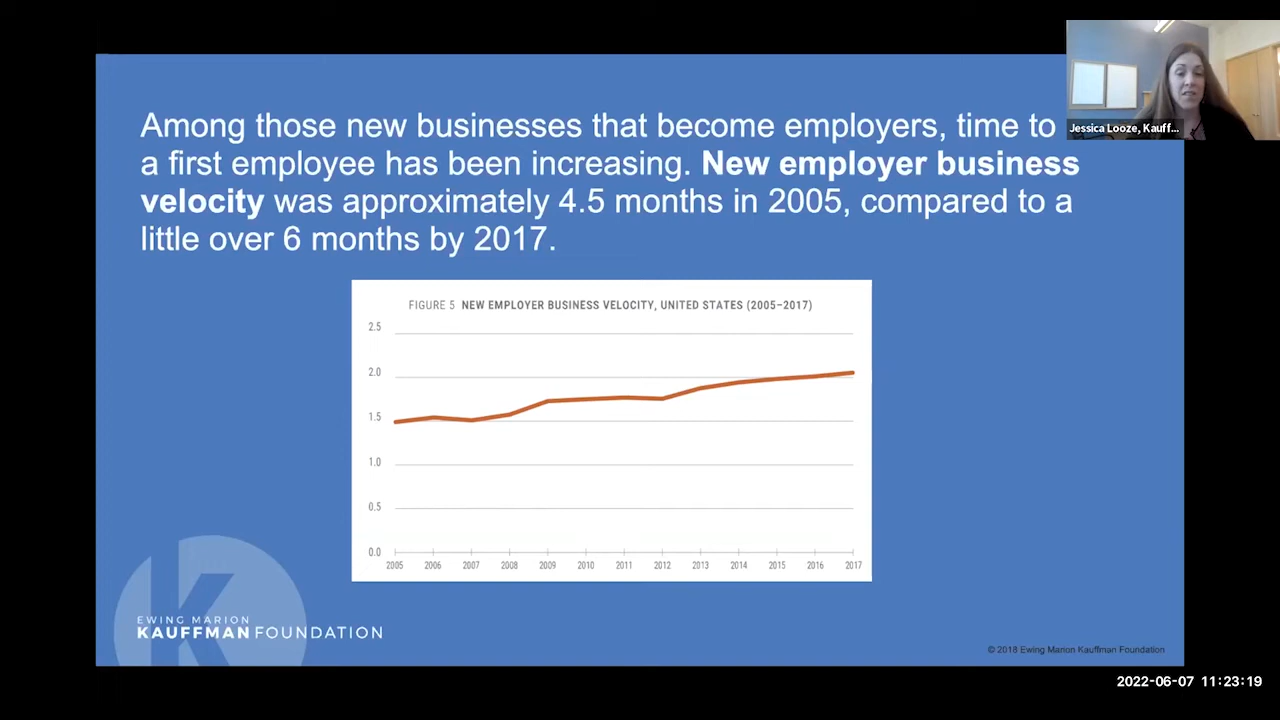 Among those new businesses that become employers, time to
a first employee has been increasing. New employer business
velocity was approximately 4.5 months in 2005, compared to a
little over 6 months by 2017.
Jessica Looze, Kauff...
FIGURE 5 NEW EMPLOYER BUSINESS VELOCITY, UNITED STATES (2005–2017)
2.5
2.0
1.5
1.0
0.5
0.0
2005 2006 2007 2008 2009 2010 2011 2012 2013 2014 2015 2016 2017
EWING MARION
KAUFFMAN FOUNDATION
© 2018 Ewing Marion Kauffman Foundation
2022-06-07 11:23:19